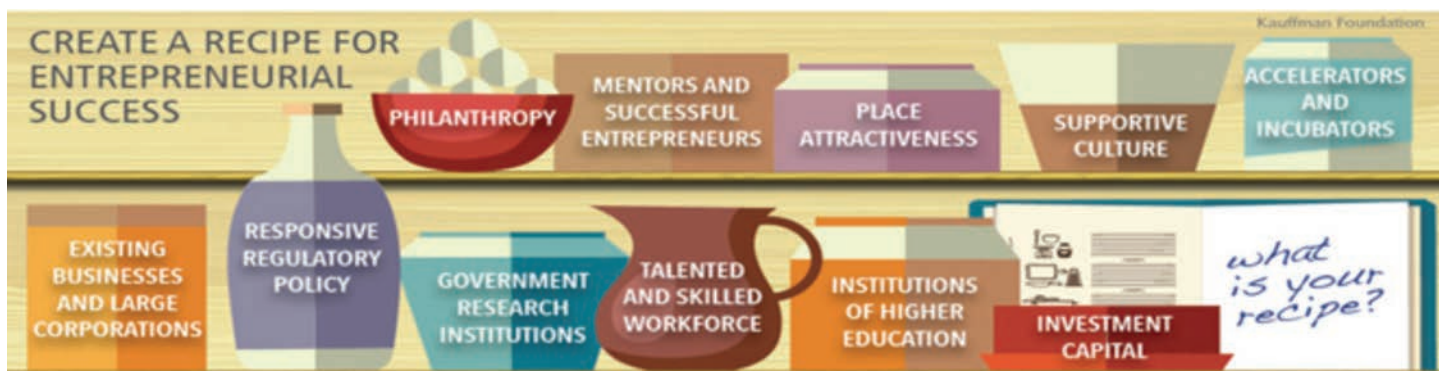 CREATE A RECIPE FOR
ENTREPRENEURIAL
SUCCESS
Kauffman Foundation
PHILANTHROPY
MENTORS AND
SUCCESSFUL
ENTREPRENEURS
PLACE
ATTRACTIVENESS
SUPPORTIVE
CULTURE
ACCELERATORS
AND
INCUBATORS
EXISTING
BUSINESSES
AND LARGE
CORPORATIONS
RESPONSIVE
REGULATORY
POLICY
GOVERNMENT
RESEARCH
INSTITUTIONS
TALENTED
AND SKILLED
WORKFORCE
INSTITUTIONS
OF HIGHER
EDUCATION
INVESTMENT
CAPITAL
what
is your
recipe?